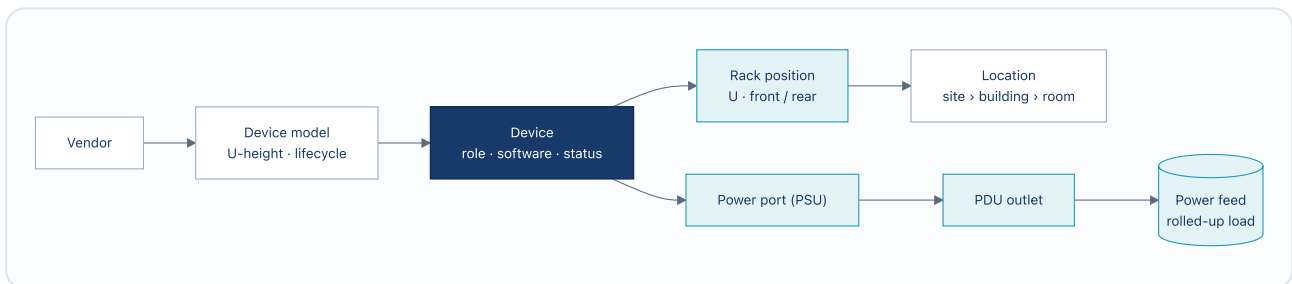 Vendor
Device model
U-height · lifecycle
Device
role · software · status
Rack position
U · front / rear
Location
site › building › room
Power port (PSU)
PDU outlet
Power feed
rolled-up load